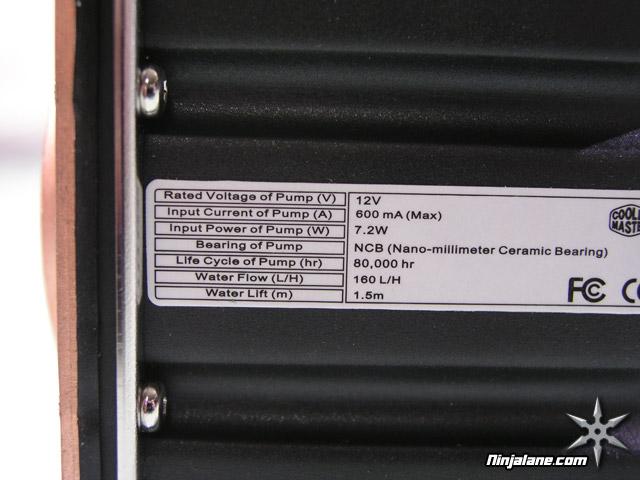 Rated Voltage of Pump (V) 12V
Input Current of Pump (A) 600 mA (Max)
Input Power of Pump (W) 7.2W
Bearing of Pump NCB (Nano-millimeter Ceramic Bearing)
Life Cycle of Pump (hr) 80,000 hr
Water Flow (L/H) 160 L/H
Water Lift (m) 1.5m
COOLE
MASTE
FC C
Ninjalane.com